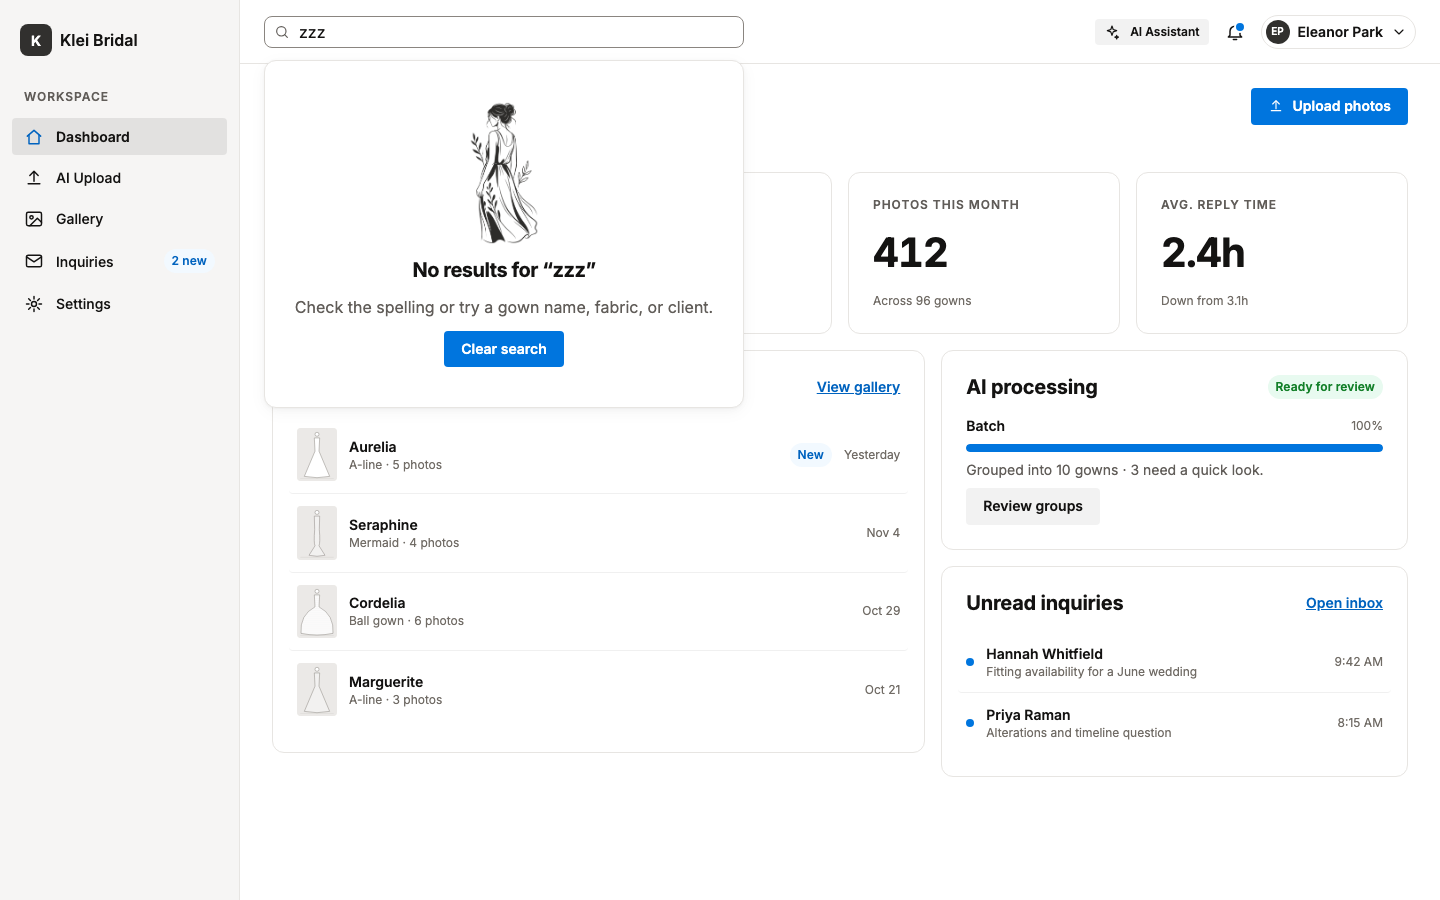 K
Klei Bridal
WORKSPACE
Dashboard
AI Upload
Gallery
Inquiries
2 new
Settings
zzz
AI Assistant
EP
Eleanor Park
No results for “zzz”
Check the spelling or try a gown name, fabric, or client.
Clear search
Upload photos
PHOTOS THIS MONTH
412
Across 96 gowns
AVG. REPLY TIME
2.4h
Down from 3.1h
View gallery
Aurelia
A-line · 5 photos
New
Yesterday
Seraphine
Mermaid · 4 photos
Nov 4
Cordelia
Ball gown · 6 photos
Oct 29
Marguerite
A-line · 3 photos
Oct 21
AI processing
Ready for review
Batch
100%
Grouped into 10 gowns · 3 need a quick look.
Review groups
Unread inquiries
Open inbox
Hannah Whitfield
Fitting availability for a June wedding
9:42 AM
Priya Raman
Alterations and timeline question
8:15 AM